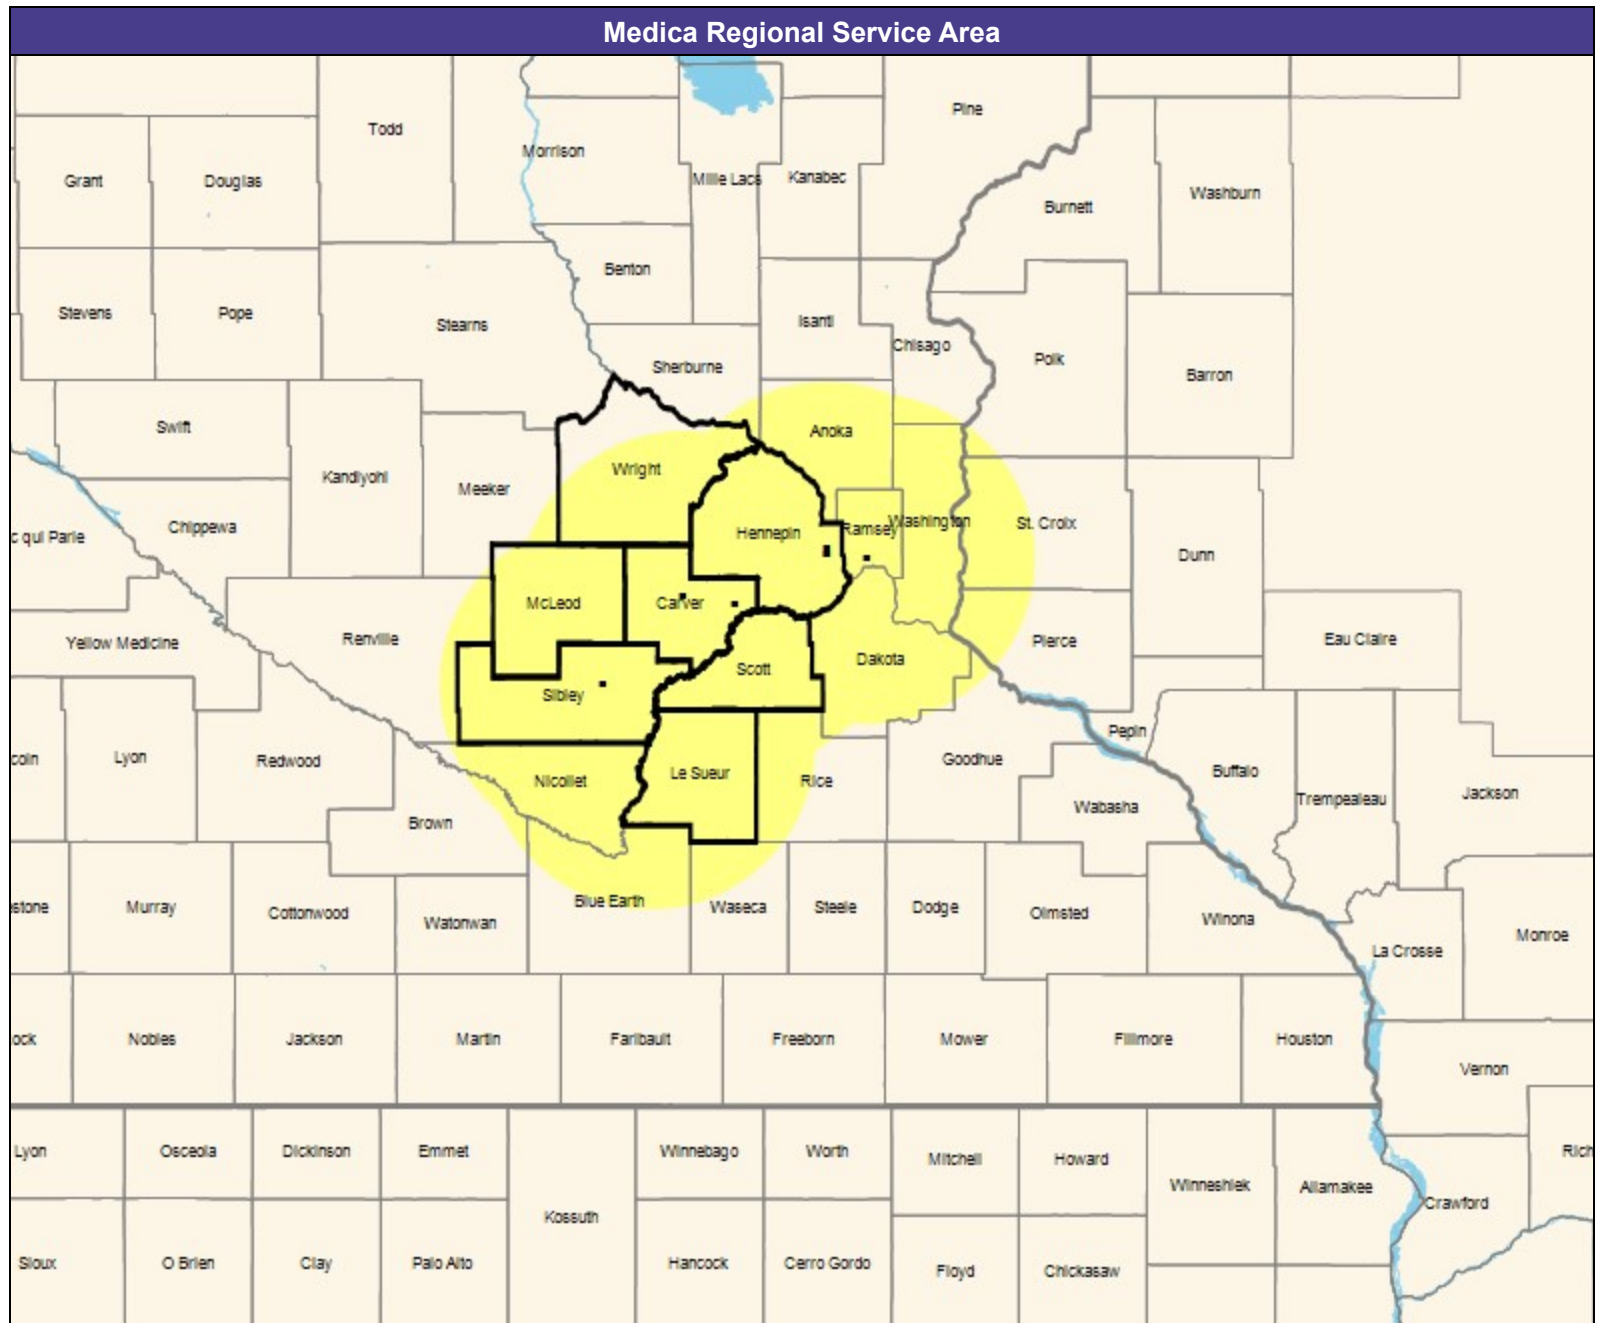 Medica Regional Service Area
Pine
Todd
Morrison
Mille Lacs
Kanabec
Grant
Douglas
Washburn
Burnett
Benton
Stevens
Pope
Stearns
Isanti
Chisago
Polk
Sherburne
Barron
Swift
Anoka
Wright
Kandiyohi
Meeker
Chippewa
Hennepin
Ramsey
Washington
St. Croix
c qui Parle
Dunn
McLeod
Carver
Yellow Medicine
Renville
Pierce
Eau Claire
Scott
Dakota
Sibley
Pepin
coln
Lyon
Redwood
Nicollet
Le Sueur
Rice
Goodhue
Buffalo
Trempealeau
Jackson
Wabasha
Brown
stone
Murray
Cottonwood
Watonwan
Blue Earth
Waseca
Steele
Dodge
Olmsted
Winona
La Crosse
Monroe
ock
Nobles
Jackson
Martin
Faribault
Freeborn
Mower
Fillmore
Houston
Vernon
Lyon
Osceola
Dickinson
Emmet
Winnebago
Worth
Mitchell
Howard
Winneshiek
Allamakee
Crawford
Rich
Kossuth
Sioux
O Brien
Clay
Palo Alto
Hancock
Cerro Gordo
Floyd
Chickasaw